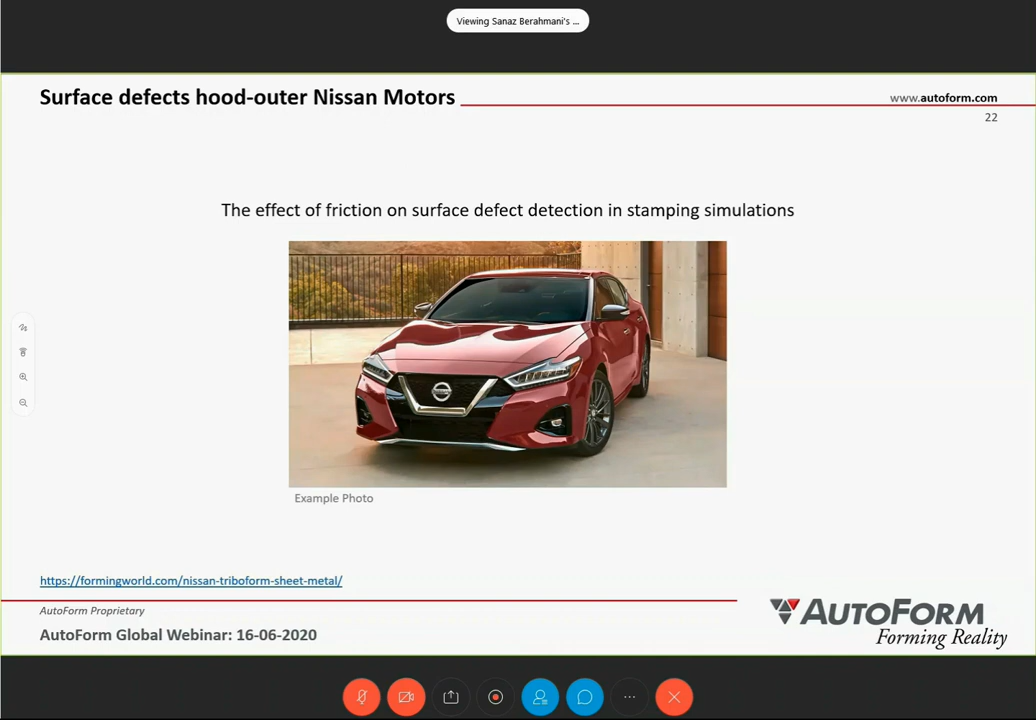 Viewing Sanaz Berahmani's ...
Surface defects hood-outer Nissan Motors
www.autoform.com
22
The effect of friction on surface defect detection in stamping simulations
Example Photo
https://formingworld.com/nissan-triboform-sheet-metal/
AutoForm Proprietary
AutoForm Global Webinar: 16-06-2020
AUTOFORM
Forming Reality